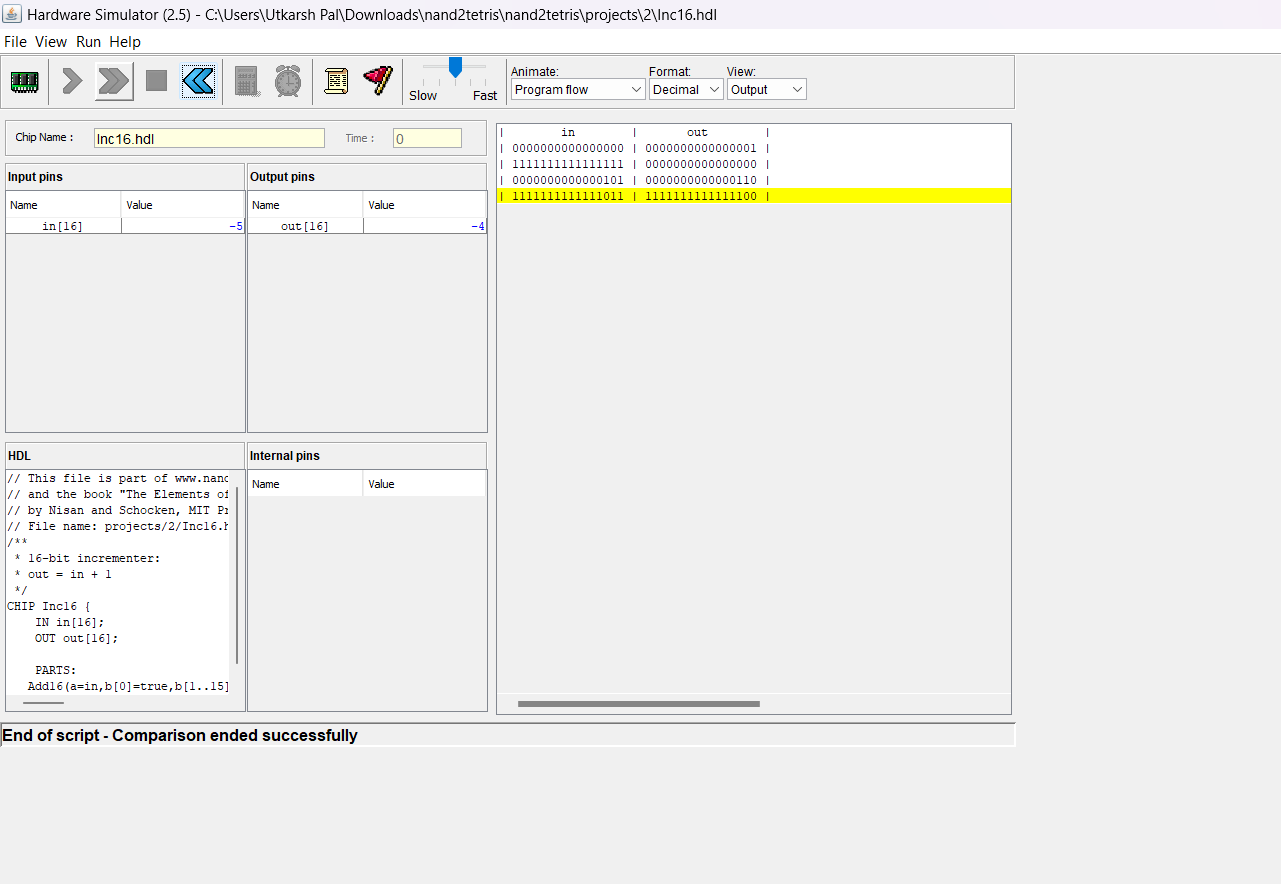 Hardware Simulator (2.5) - C:\Users\Utkarsh Pal\Downloads\nand2tetris\nand2tetris\projects\2\Inc16.hdl
File View Run Help
Slow Fast
Animate: Format: View:
Program flow Decimal Output
Chip Name : Inc16.hdl Time : 0
Input pins Output pins
Name Value Name Value
in[16] -5 out[16] -4
HDL Internal pins
Name Value
// This file is part of www.nand
// and the book "The Elements of
// by Nisan and Schocken, MIT Pr
// File name: projects/2/Inc16.h
/**
* 16-bit incrementer:
* out = in + 1
*/
CHIP Inc16 {
IN in[16];
OUT out[16];
PARTS:
Add16(a=in,b[0]=true,b[1..15]
| in | out |
| 0000000000000000 | 0000000000000001 |
| 1111111111111111 | 0000000000000000 |
| 0000000000000101 | 0000000000000110 |
| 1111111111111011 | 1111111111111100 |
End of script - Comparison ended successfully